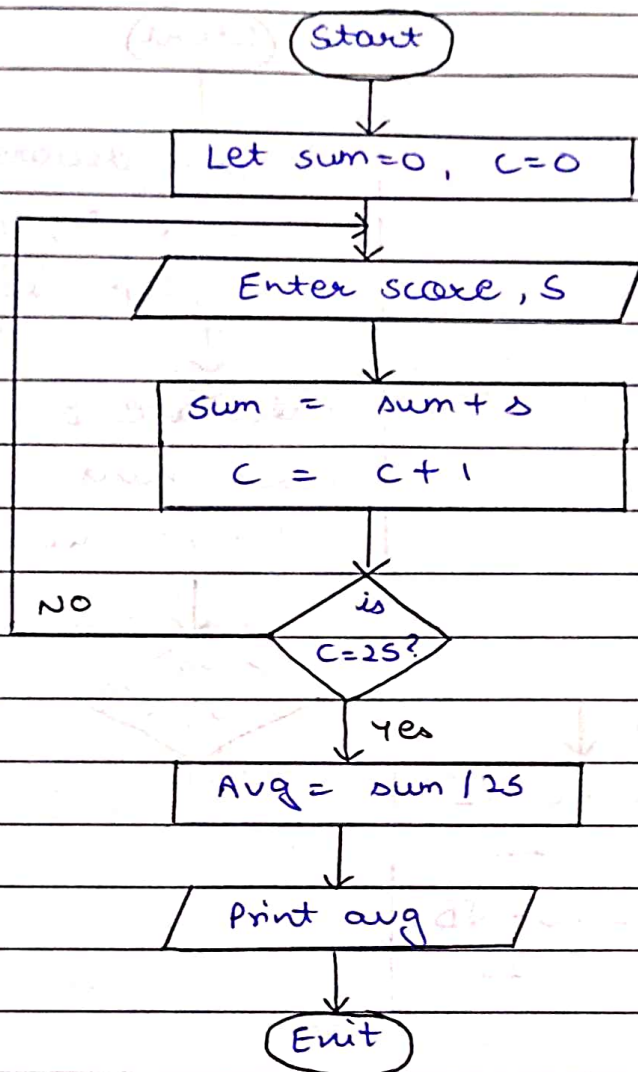 Start
Let sum=0, C=0
Enter score, S
sum = sum + s
C = C + 1
is
C=25?
NO
Yes
Avg = sum / 25
Print avg
Exit